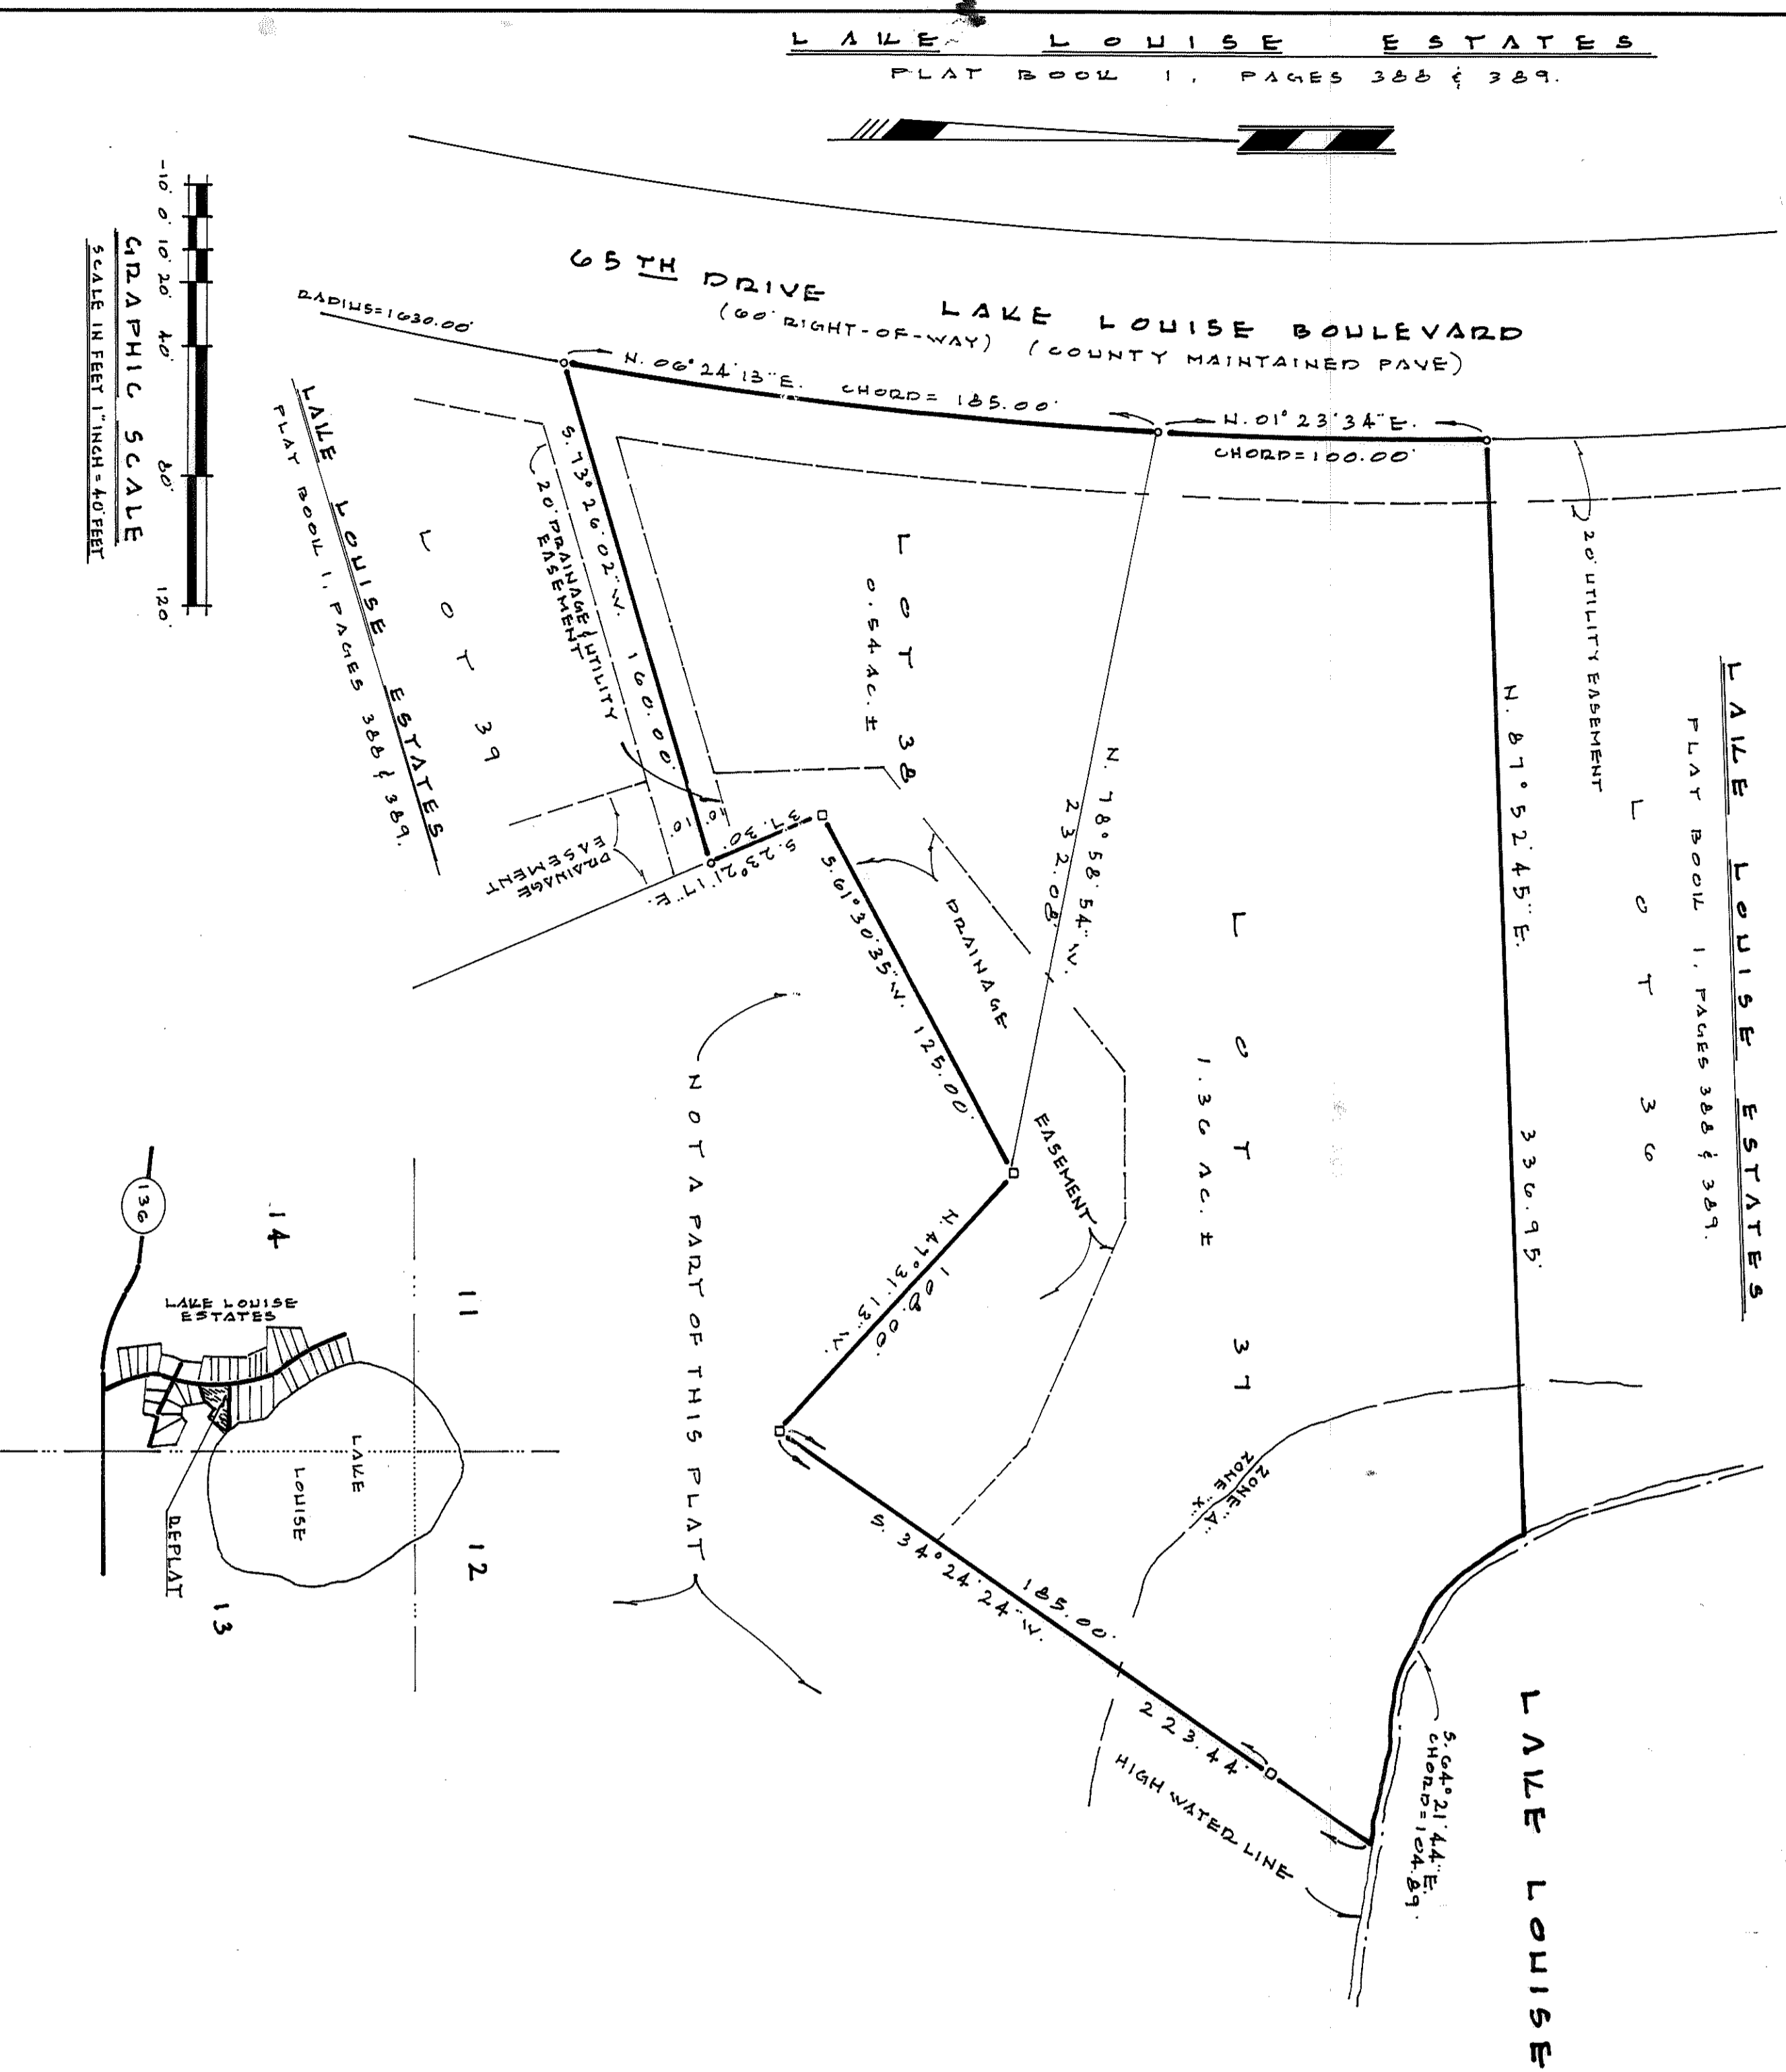 LAKE LOUISE ESTATES
PLAT BOOK 1, PAGES 388 & 389.
65TH DRIVE LAKE LOUISE BOULEVARD
(60' RIGHT-OF-WAY) (COUNTY MAINTAINED PAVE)
RADIUS=1630.00'
N. 06°24'13"E. CHORD= 185.00'
N. 01°23'34"E.
CHORD=100.00'
-10' 0' 10' 20' 40' 80' 120'
GRAPHIC SCALE
SCALE IN FEET 1" INCH = 40' FEET
LAKE LOUISE ESTATES
PLAT BOOK 1, PAGES 388 & 389.
LOT 39
20' DRAINAGE & UTILITY
EASEMENT
S. 73°26'02"W. 160.00'
LOT 38
0.54 AC. ±
10' 10'
37.30'
S. 23°21'17"E.
DRAINAGE
EASEMENT
S. 61°30'35"W. 125.00'
DRAINAGE
EASEMENT
N. 78°58'54"W.
232.08'
LOT 37
1.36 AC. ±
N. 87°52'45"E. 336.95'
20' UTILITY EASEMENT
LOT 36
PLAT BOOK 1, PAGES 388 & 389.
LAKE LOUISE ESTATES
NOT A PART OF THIS PLAT
N. 47°31'13"W.
108.00'
ZONE "A"
ZONE "X"
S. 34°24'24"W.
185.00'
223.44'
HIGH WATER LINE
S. 64°21'44"E.
CHORD=104.89'
LAKE LOUISE
136
14
11
LAKE LOUISE
ESTATES
LAKE
LOUISE
REPLAT
12
13